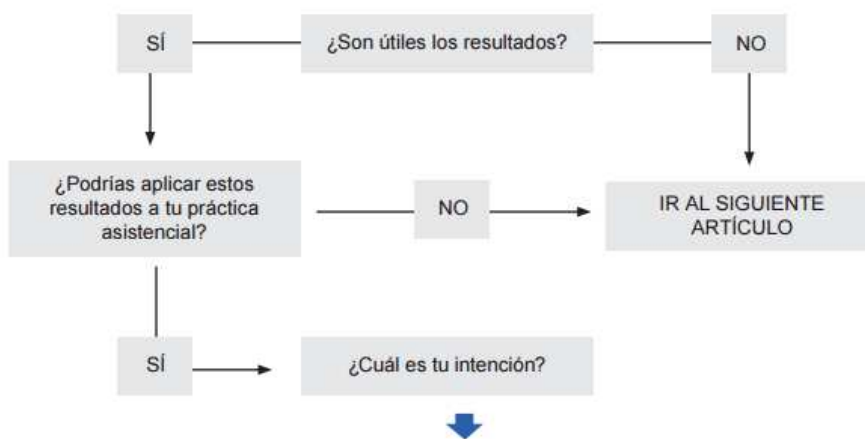 SÍ
¿Son útiles los resultados?
NO
¿Podrías aplicar estos
resultados a tu práctica
asistencial?
NO
IR AL SIGUIENTE
ARTÍCULO
SÍ
¿Cuál es tu intención?